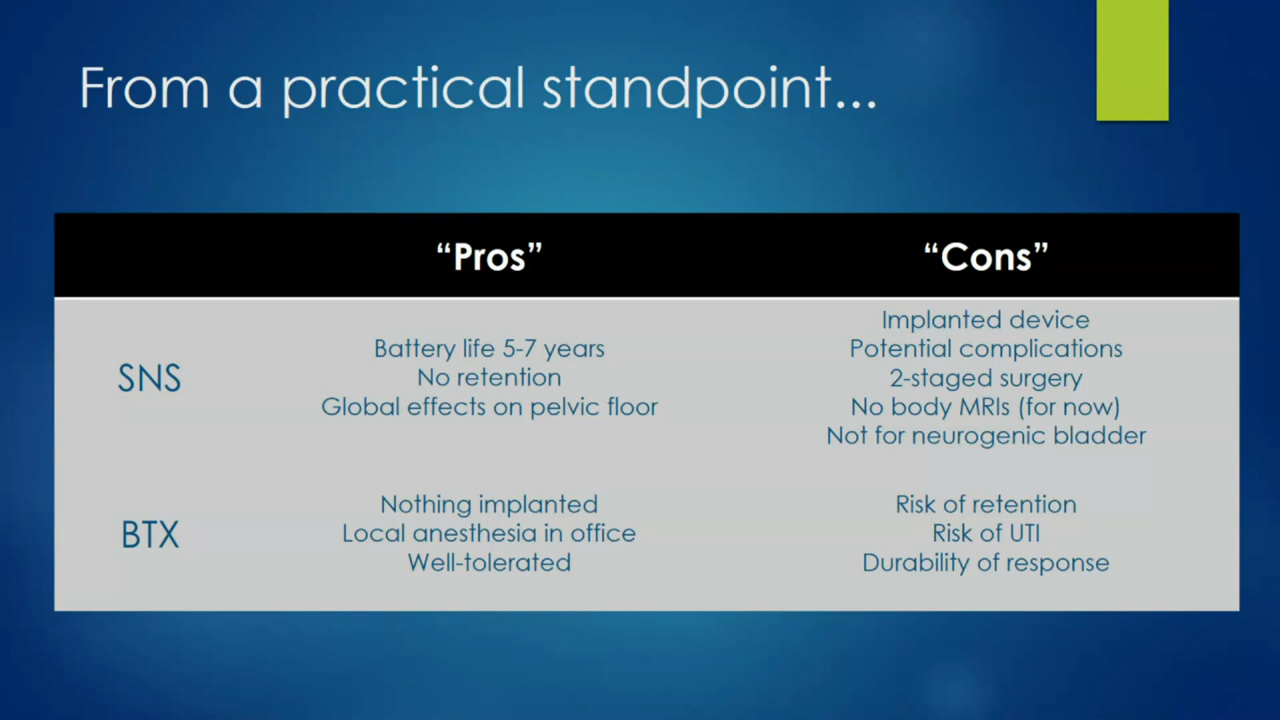 From a practical standpoint...
“Pros”
“Cons”
SNS
Battery life 5-7 years
No retention
Global effects on pelvic floor
Implanted device
Potential complications
2-staged surgery
No body MRIs (for now)
Not for neurogenic bladder
BTX
Nothing implanted
Local anesthesia in office
Well-tolerated
Risk of retention
Risk of UTI
Durability of response